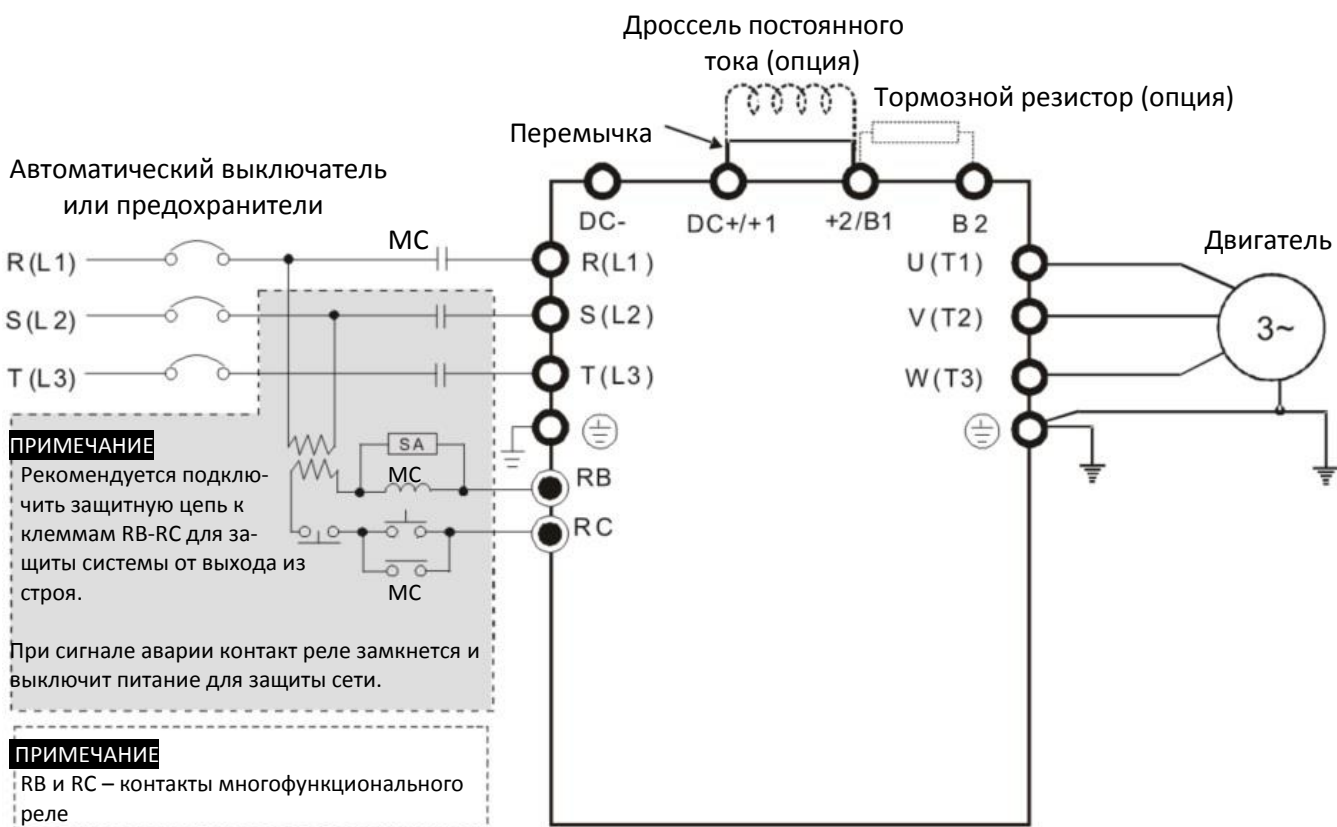 Дроссель постоянного
тока (опция)
Тормозной резистор (опция)
Перемычка
Автоматический выключатель
или предохранители
DC-
DC+/+1
+2/B1
B2
MC
Двигатель
R(L1)
R(L1)
U(T1)
S(L2)
S(L2)
V(T2)
3~
T(L3)
T(L3)
W(T3)
ПРИМЕЧАНИЕ
Рекомендуется подклю-
чить защитную цепь к
клеммам RB-RC для за-
щиты системы от выхода из
строя.
SA
MC
RB
RC
MC
При сигнале аварии контакт реле замкнется и
выключит питание для защиты сети.
ПРИМЕЧАНИЕ
RB и RC – контакты многофункционального
реле